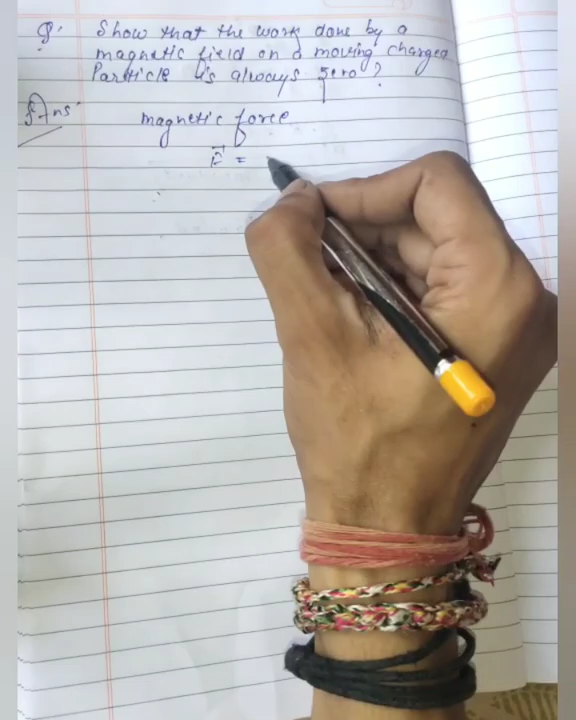 Q. Show that the work done by a
magnetic field on a moving charged
Particle is always zero?
Ans
magnetic force
F⃗ =